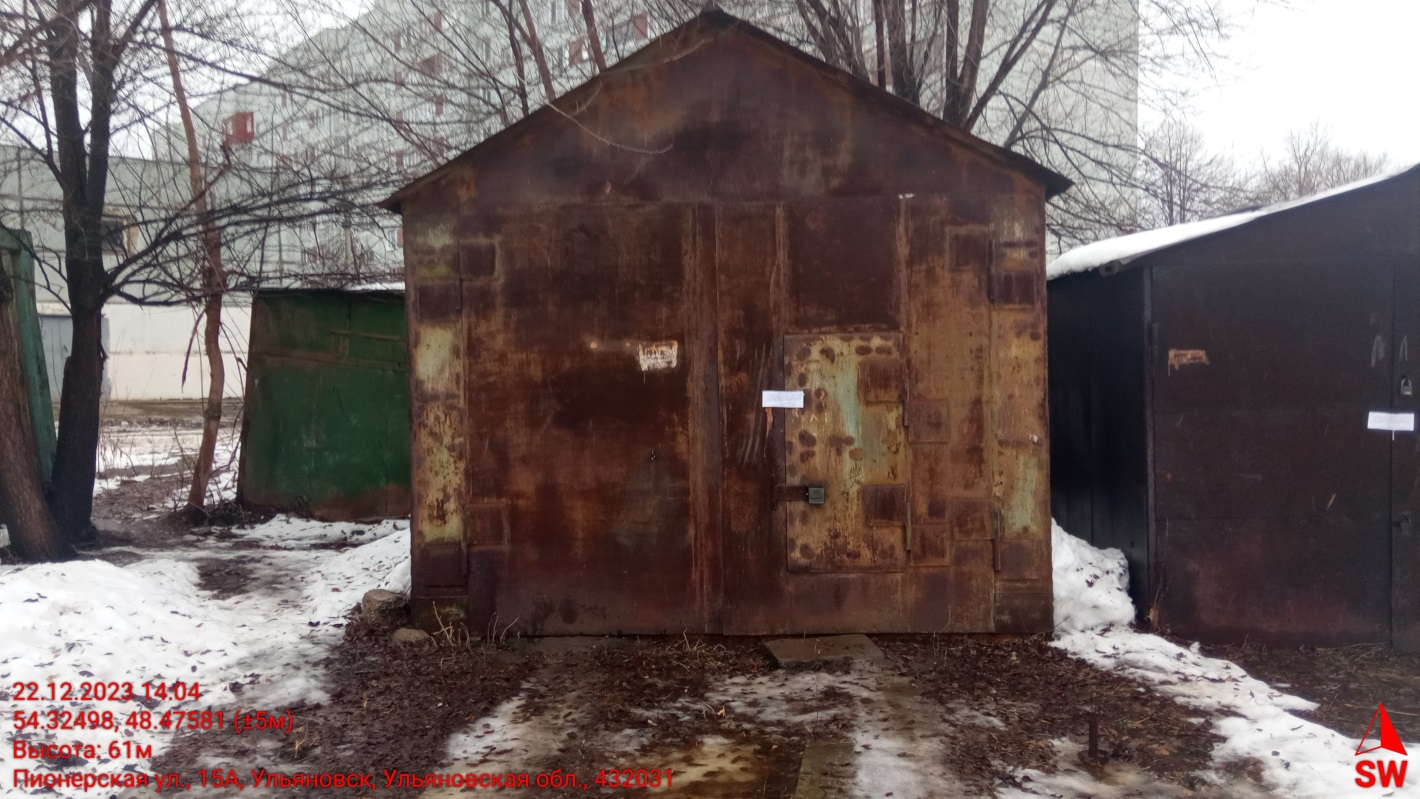 22.12.2023 14:04
54.32498, 48.47581 (±5м)
Высота: 61м
Пионерская ул., 15А, Ульяновск, Ульяновская обл., 432031
SW